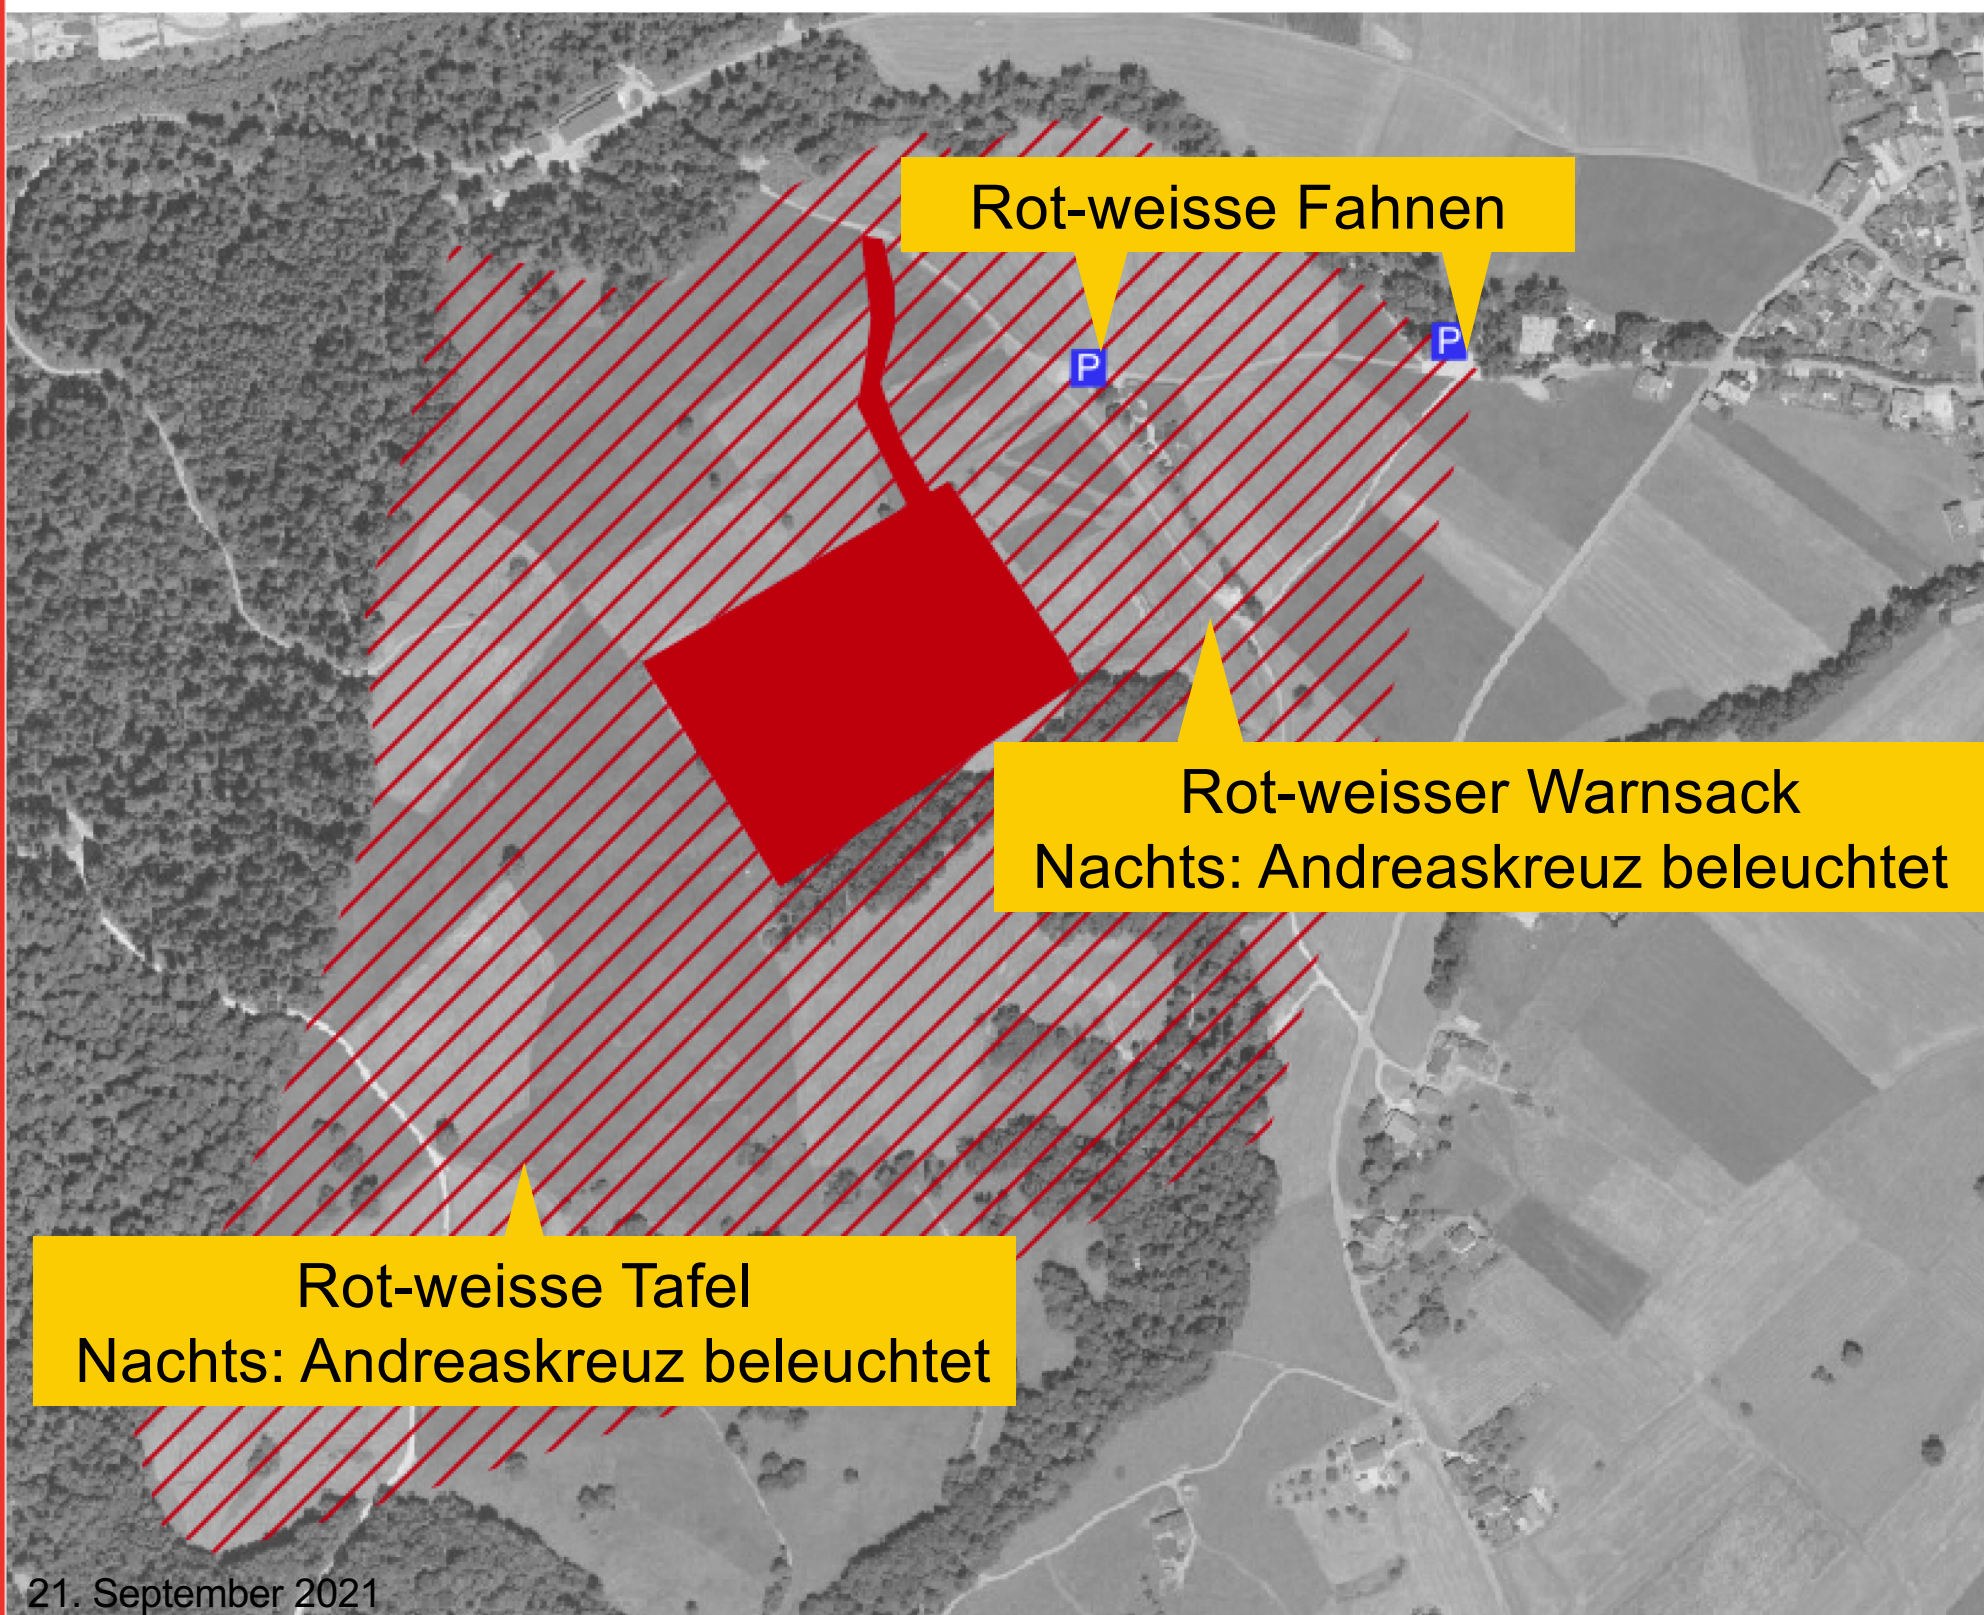 Rot-weisse Fahnen
P
P
Rot-weisser Warnsack
Nachts: Andreaskreuz beleuchtet
Rot-weisse Tafel
Nachts: Andreaskreuz beleuchtet
21. September 2021